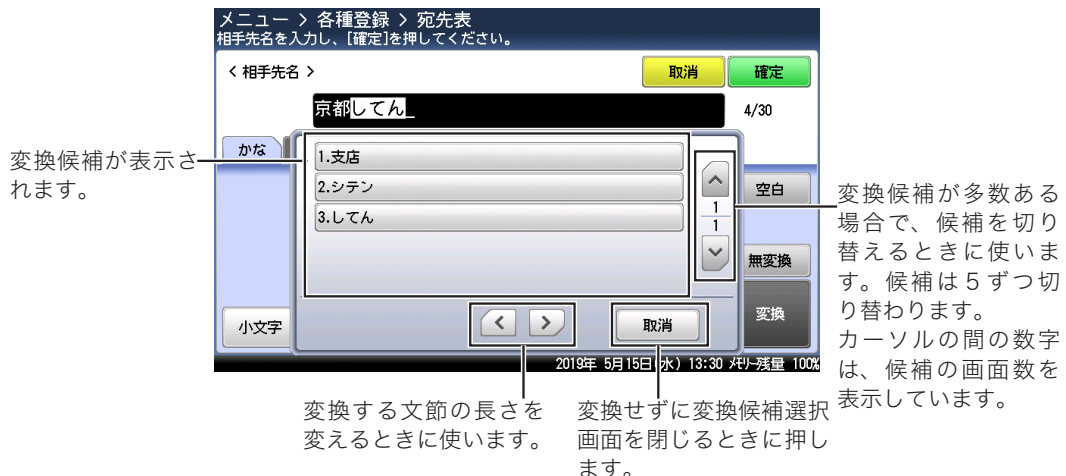 メニュー > 各種登録 > 宛先表
相手先名を入力し、[確定]を押してください。
< 相手先名 >
取消
確定
京都してん_
4/30
かな
1.支店
2.シテン
3.してん
1
1
空白
無変換
変換
小文字
取消
2019年 5月15日(水) 13:30 ﾒﾓﾘｰ残量 100%
変換候補が表示さ
れます。
変換候補が多数ある
場合で、候補を切り
替えるときに使いま
す。候補は５ずつ切
り替わります。
カーソルの間の数字
は、候補の画面数を
表示しています。
変換する文節の長さを
変えるときに使います。
変換せずに変換候補選択
画面を閉じるときに押し
ます。